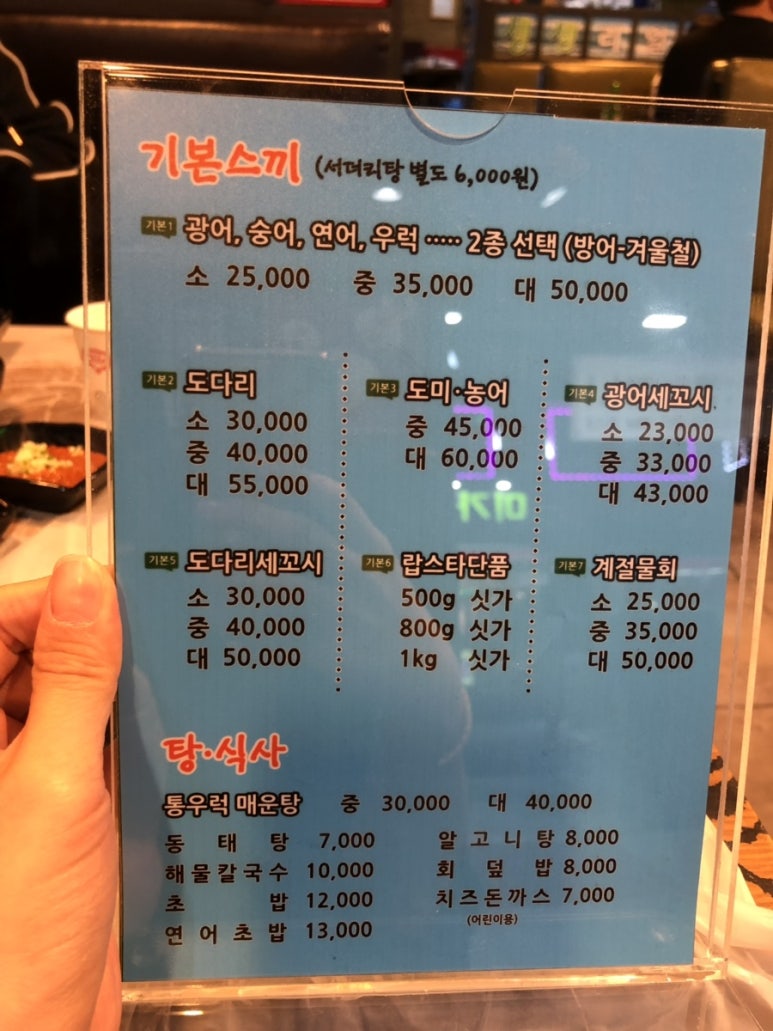 기본스끼 (서더리탕 별도 6,000원)
기본1 광어, 숭어, 연어, 우럭 ····· 2종 선택 (방어-겨울철)
소 25,000 중 35,000 대 50,000
기본2 도다리
소 30,000
중 40,000
대 55,000
기본3 도미·농어
중 45,000
대 60,000
기본4 광어세꼬시
소 23,000
중 33,000
대 43,000
기본5 도다리세꼬시
소 30,000
중 40,000
대 50,000
기본6 랍스타단품
500g 싯가
800g 싯가
1kg 싯가
기본7 계절물회
소 25,000
중 35,000
대 50,000
탕·식사
통우럭 매운탕 중 30,000 대 40,000
동태탕 7,000
해물칼국수 10,000
초밥 12,000
연어초밥 13,000
알고니탕 8,000
회덮밥 8,000
치즈돈까스 7,000
(어린이용)